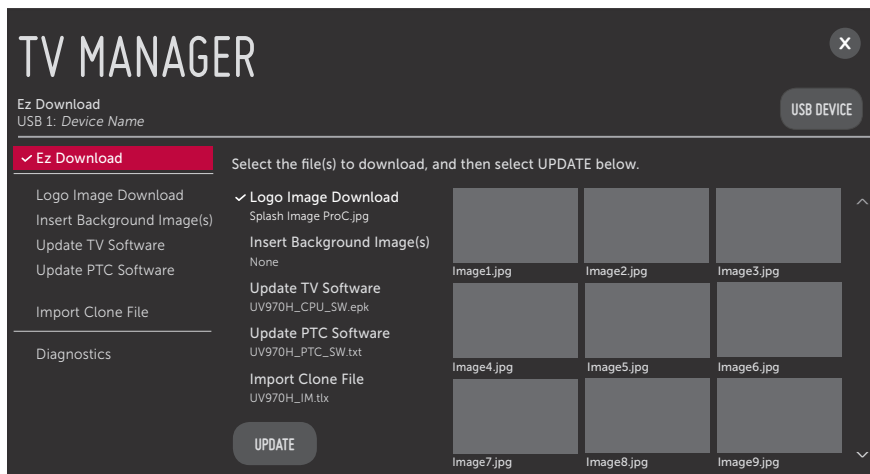 TV MANAGER
X
Ez Download
USB 1: Device Name
USB DEVICE
Ez Download
Logo Image Download
Insert Background Image(s)
Update TV Software
Update PTC Software
Import Clone File
Diagnostics
Select the file(s) to download, and then select UPDATE below.
Logo Image Download
Splash Image ProC.jpg
Insert Background Image(s)
None
Update TV Software
UV970H_CPU_SW.epk
Update PTC Software
UV970H_PTC_SW.txt
Import Clone File
UV970H_IM.tlx
UPDATE
Image1.jpg
Image2.jpg
Image3.jpg
Image4.jpg
Image5.jpg
Image6.jpg
Image7.jpg
Image8.jpg
Image9.jpg